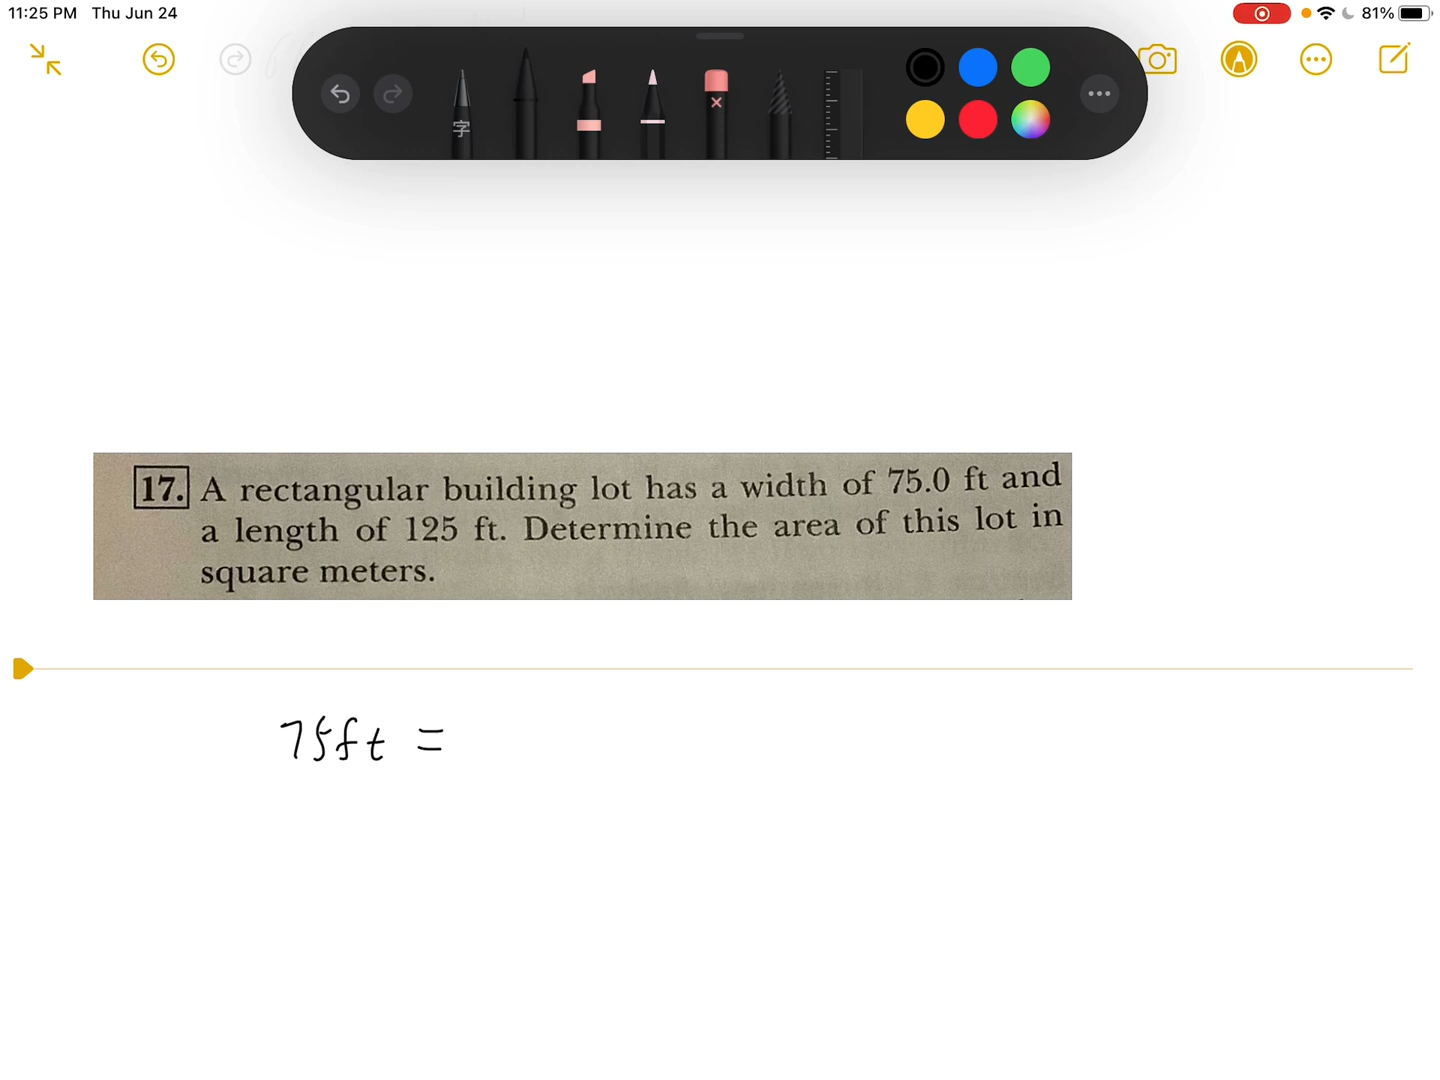 11:25 PM Thu Jun 24
81%
字
17. A rectangular building lot has a width of 75.0 ft and
a length of 125 ft. Determine the area of this lot in
square meters.
75ft =